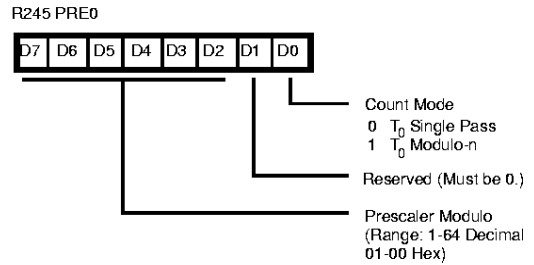 R245 PRE0
D7 D6 D5 D4 D3 D2 D1 D0
Count Mode
0 T0 Single Pass
1 T0 Modulo-n
Reserved (Must be 0.)
Prescaler Modulo
(Range: 1-64 Decimal
01-00 Hex)